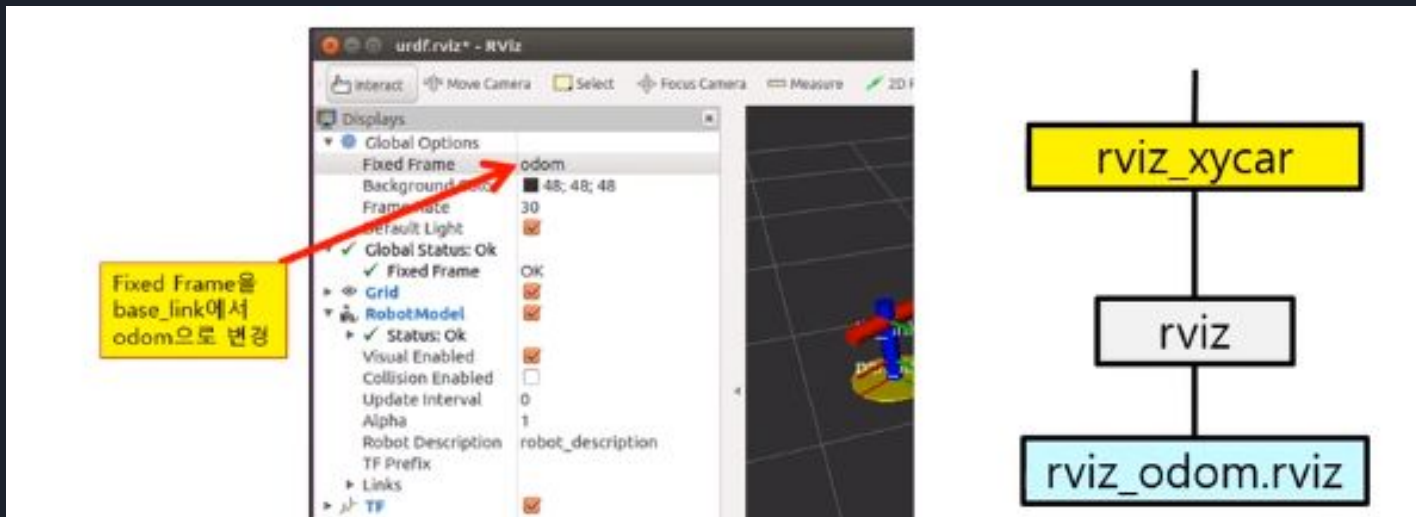 urdf.rviz* - RViz
Interact Move Camera Select Focus Camera Measure 2D
Displays
Global Options
Fixed Frame odom
Background 48; 48; 48
Frame Rate 30
Default Light
Global Status: Ok
Fixed Frame OK
Grid
RobotModel
Status: Ok
Visual Enabled
Collision Enabled
Update Interval 0
Alpha 1
Robot Description robot_description
TF Prefix
Links
TF
Fixed Frame을
base_link에서
odom으로 변경
rviz_xycar
rviz
rviz_odom.rviz